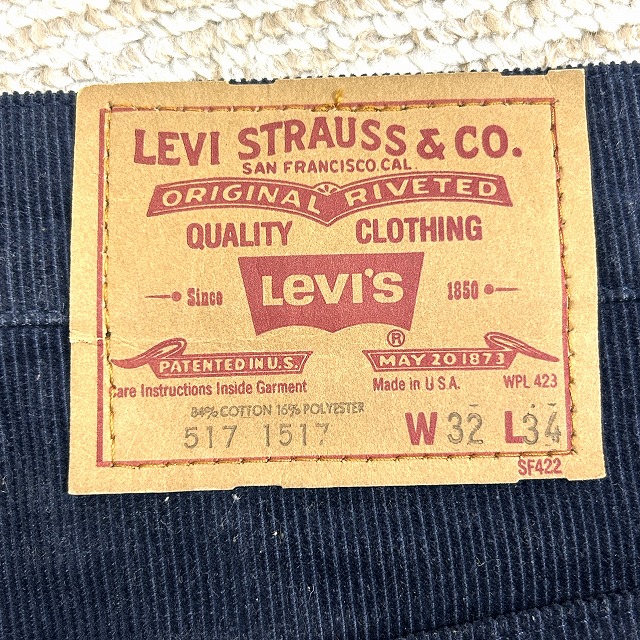 LEVI STRAUSS & CO.
SAN FRANCISCO.CAL.
ORIGINAL RIVETED
QUALITY CLOTHING
LEVI'S
®
Since 1850
PATENTED IN U.S. MAY 20 1873
Care Instructions Inside Garment Made in U.S.A. WPL 423
84% COTTON 16% POLYESTER
517 1517 W 32 L 34
SF422